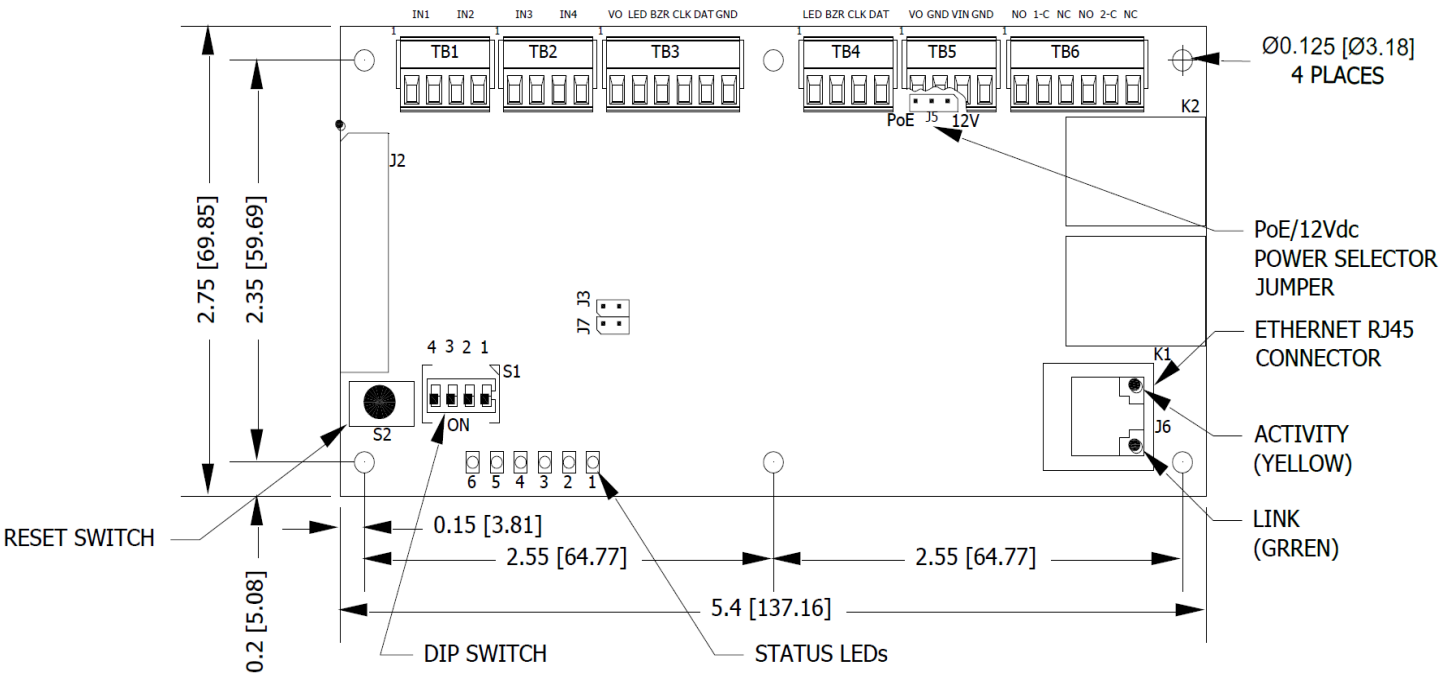 IN1 IN2 IN3 IN4 VO LED BZR CLK DAT GND LED BZR CLK DAT VO GND VIN GND NO 1-C NC NO 2-C NC
1 1 1 1 1 1
TB1 TB2 TB3 TB4 TB5 TB6
Ø0.125 [Ø3.18]
4 PLACES
K2
PoE J5 12V
J2
2.75 [69.85]
2.35 [59.69]
PoE/12Vdc
POWER SELECTOR
JUMPER
J3
J7
ETHERNET RJ45
CONNECTOR
K1
4 3 2 1
S1
ON
S2
J6
ACTIVITY
(YELLOW)
6 5 4 3 2 1
LINK
(GRREN)
RESET SWITCH
0.15 [3.81]
2.55 [64.77] 2.55 [64.77]
5.4 [137.16]
0.2 [5.08]
DIP SWITCH
STATUS LEDs